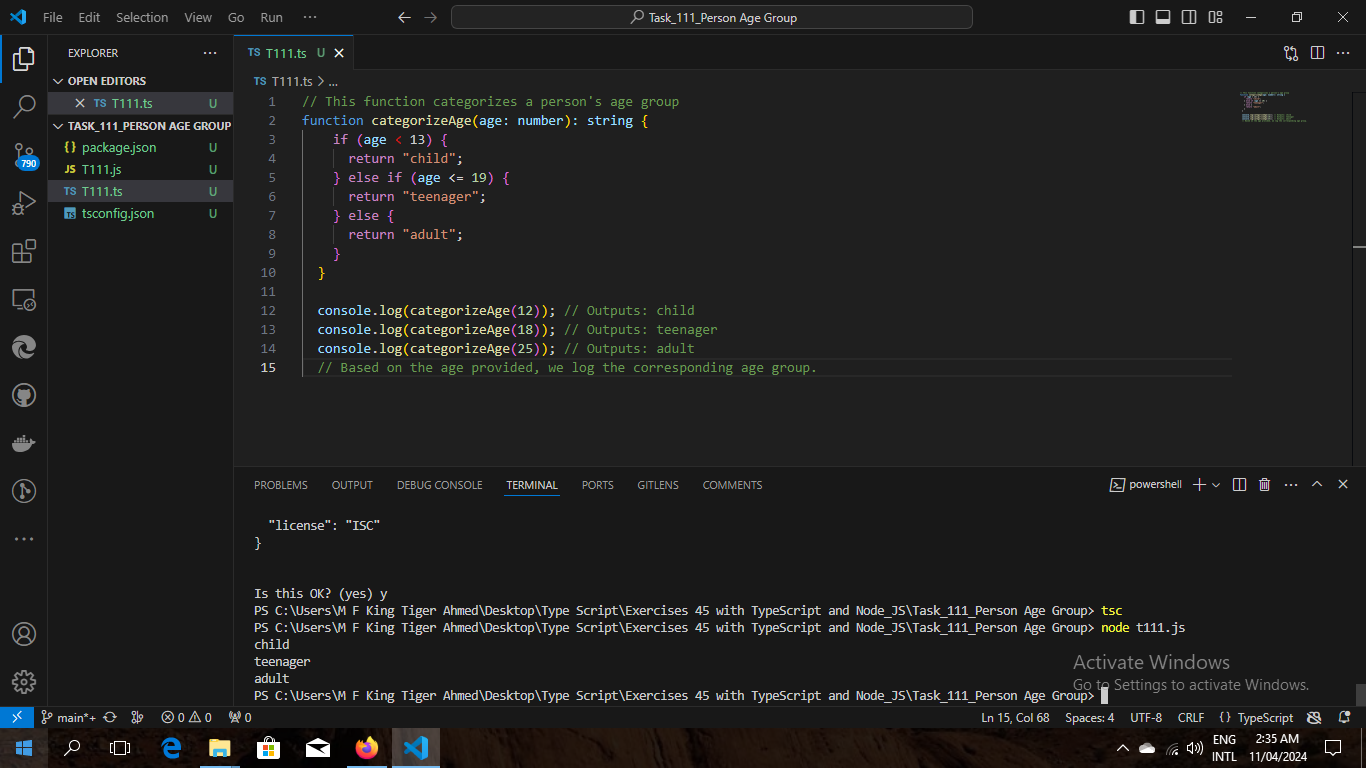 File Edit Selection View Go Run ··· Task_111_Person Age Group
EXPLORER ···
OPEN EDITORS
TS T111.ts U
TASK_111_PERSON AGE GROUP
{} package.json U
JS T111.js U
TS T111.ts U
TS tsconfig.json U
790
TS T111.ts U
TS T111.ts > ...
1 // This function categorizes a person's age group
2 function categorizeAge(age: number): string {
3 if (age < 13) {
4 return "child";
5 } else if (age <= 19) {
6 return "teenager";
7 } else {
8 return "adult";
9 }
10 }
11
12 console.log(categorizeAge(12)); // Outputs: child
13 console.log(categorizeAge(18)); // Outputs: teenager
14 console.log(categorizeAge(25)); // Outputs: adult
15 // Based on the age provided, we log the corresponding age group.
PROBLEMS OUTPUT DEBUG CONSOLE TERMINAL PORTS GITLENS COMMENTS powershell
"license": "ISC"
}
Is this OK? (yes) y
PS C:\Users\M F King Tiger Ahmed\Desktop\Type Script\Exercises 45 with TypeScript and Node_JS\Task_111_Person Age Group> tsc
PS C:\Users\M F King Tiger Ahmed\Desktop\Type Script\Exercises 45 with TypeScript and Node_JS\Task_111_Person Age Group> node t111.js
child
teenager
adult
PS C:\Users\M F King Tiger Ahmed\Desktop\Type Script\Exercises 45 with TypeScript and Node_JS\Task_111_Person Age Group>
Activate Windows
Go to Settings to activate Windows.
main*+ 0 0 0 Ln 15, Col 68 Spaces: 4 UTF-8 CRLF {} TypeScript
ENG 2:35 AM
INTL 11/04/2024